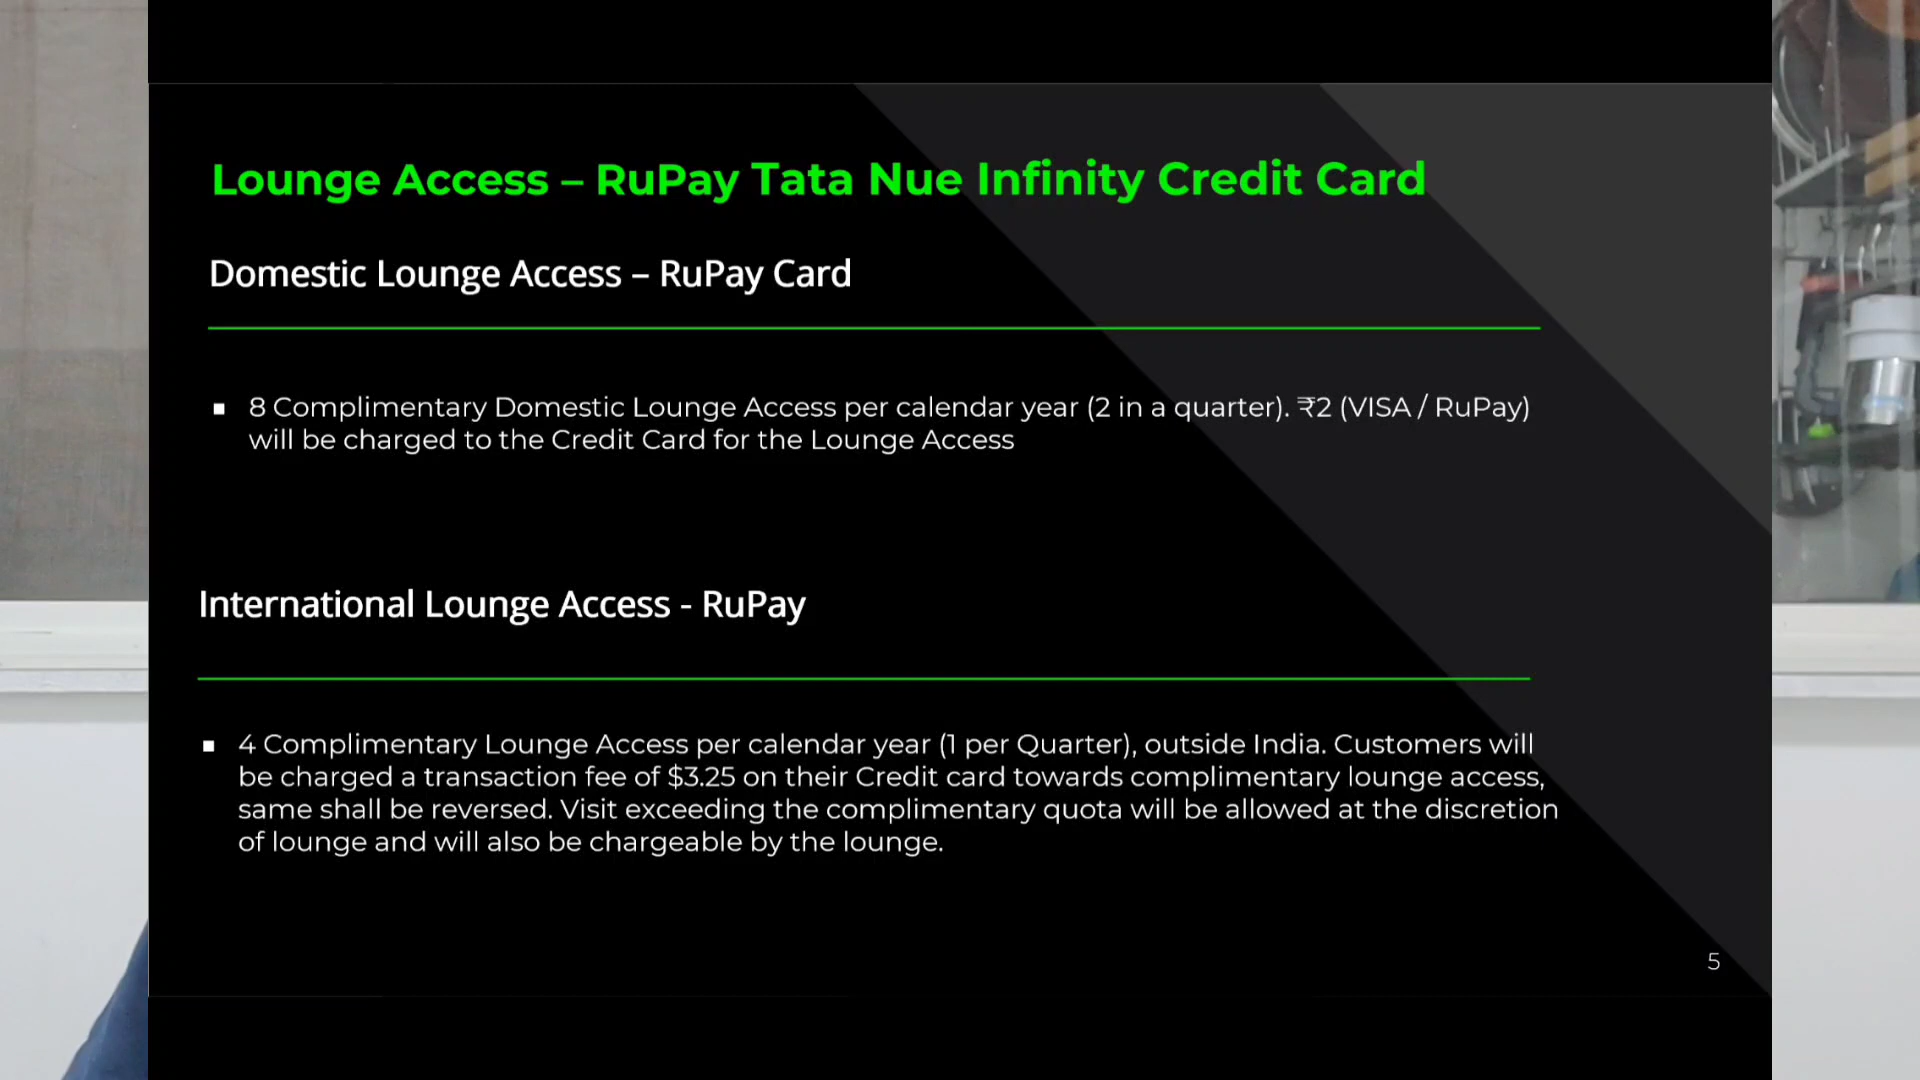 Lounge Access – RuPay Tata Nue Infinity Credit Card
Domestic Lounge Access – RuPay Card
▪ 8 Complimentary Domestic Lounge Access per calendar year (2 in a quarter). ₹2 (VISA / RuPay)
will be charged to the Credit Card for the Lounge Access
International Lounge Access - RuPay
▪ 4 Complimentary Lounge Access per calendar year (1 per Quarter), outside India. Customers will
be charged a transaction fee of $3.25 on their Credit card towards complimentary lounge access,
same shall be reversed. Visit exceeding the complimentary quota will be allowed at the discretion
of lounge and will also be chargeable by the lounge.
5